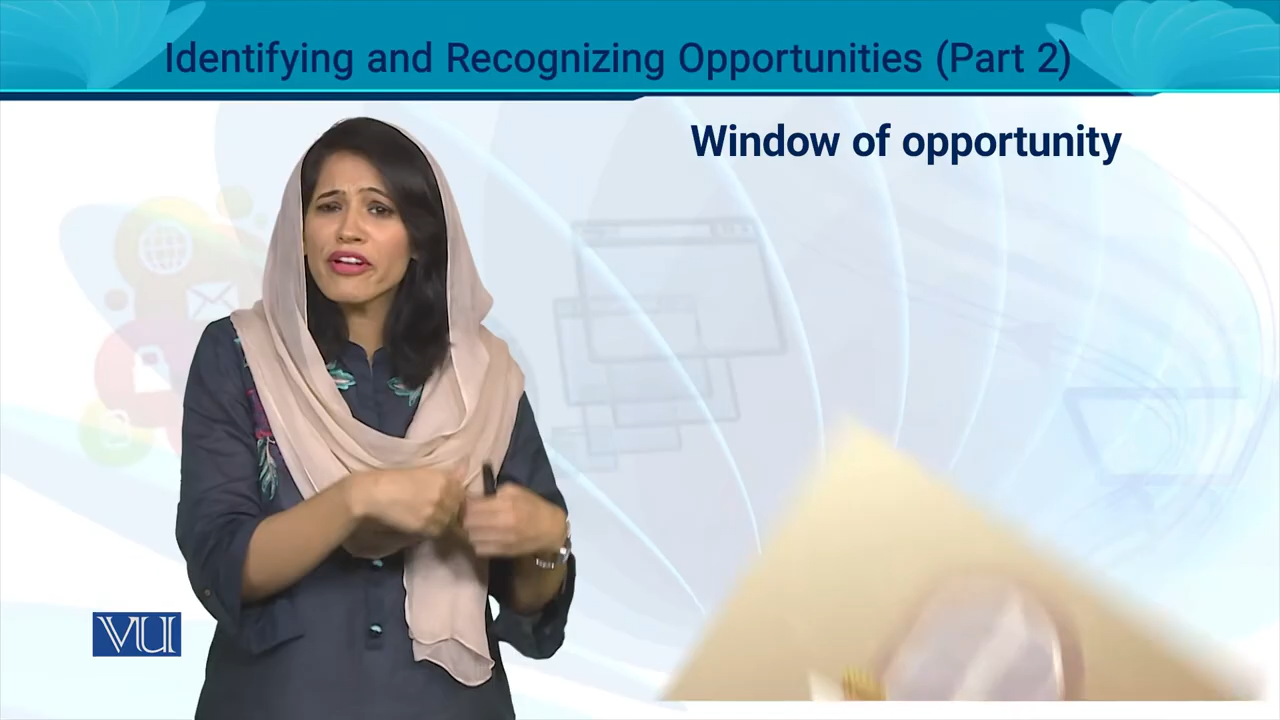 Identifying and Recognizing Opportunities (Part 2)
Window of opportunity
VU